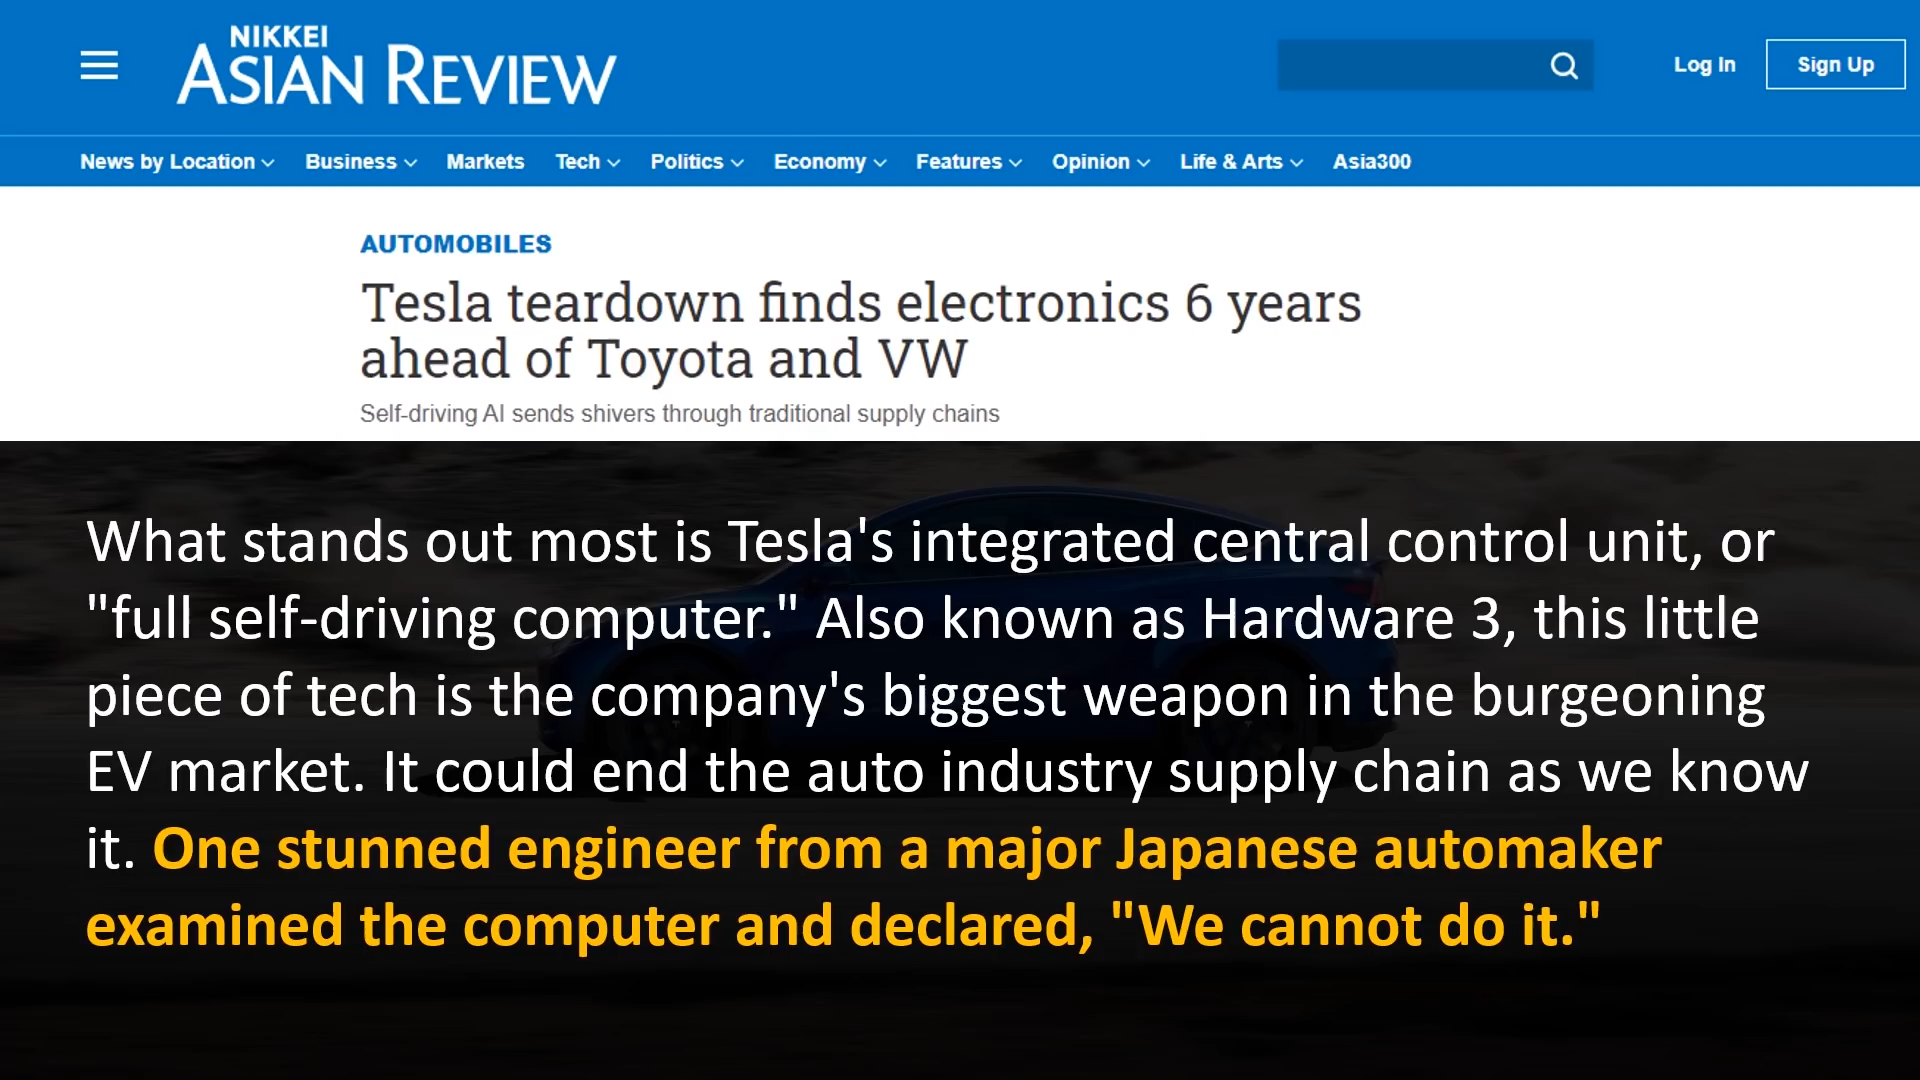 NIKKEI
ASIAN REVIEW
Log In
Sign Up
News by Location
Business
Markets
Tech
Politics
Economy
Features
Opinion
Life & Arts
Asia300
AUTOMOBILES
Tesla teardown finds electronics 6 years
ahead of Toyota and VW
Self-driving AI sends shivers through traditional supply chains
What stands out most is Tesla's integrated central control unit, or
"full self-driving computer." Also known as Hardware 3, this little
piece of tech is the company's biggest weapon in the burgeoning
EV market. It could end the auto industry supply chain as we know
it. One stunned engineer from a major Japanese automaker
examined the computer and declared, "We cannot do it."